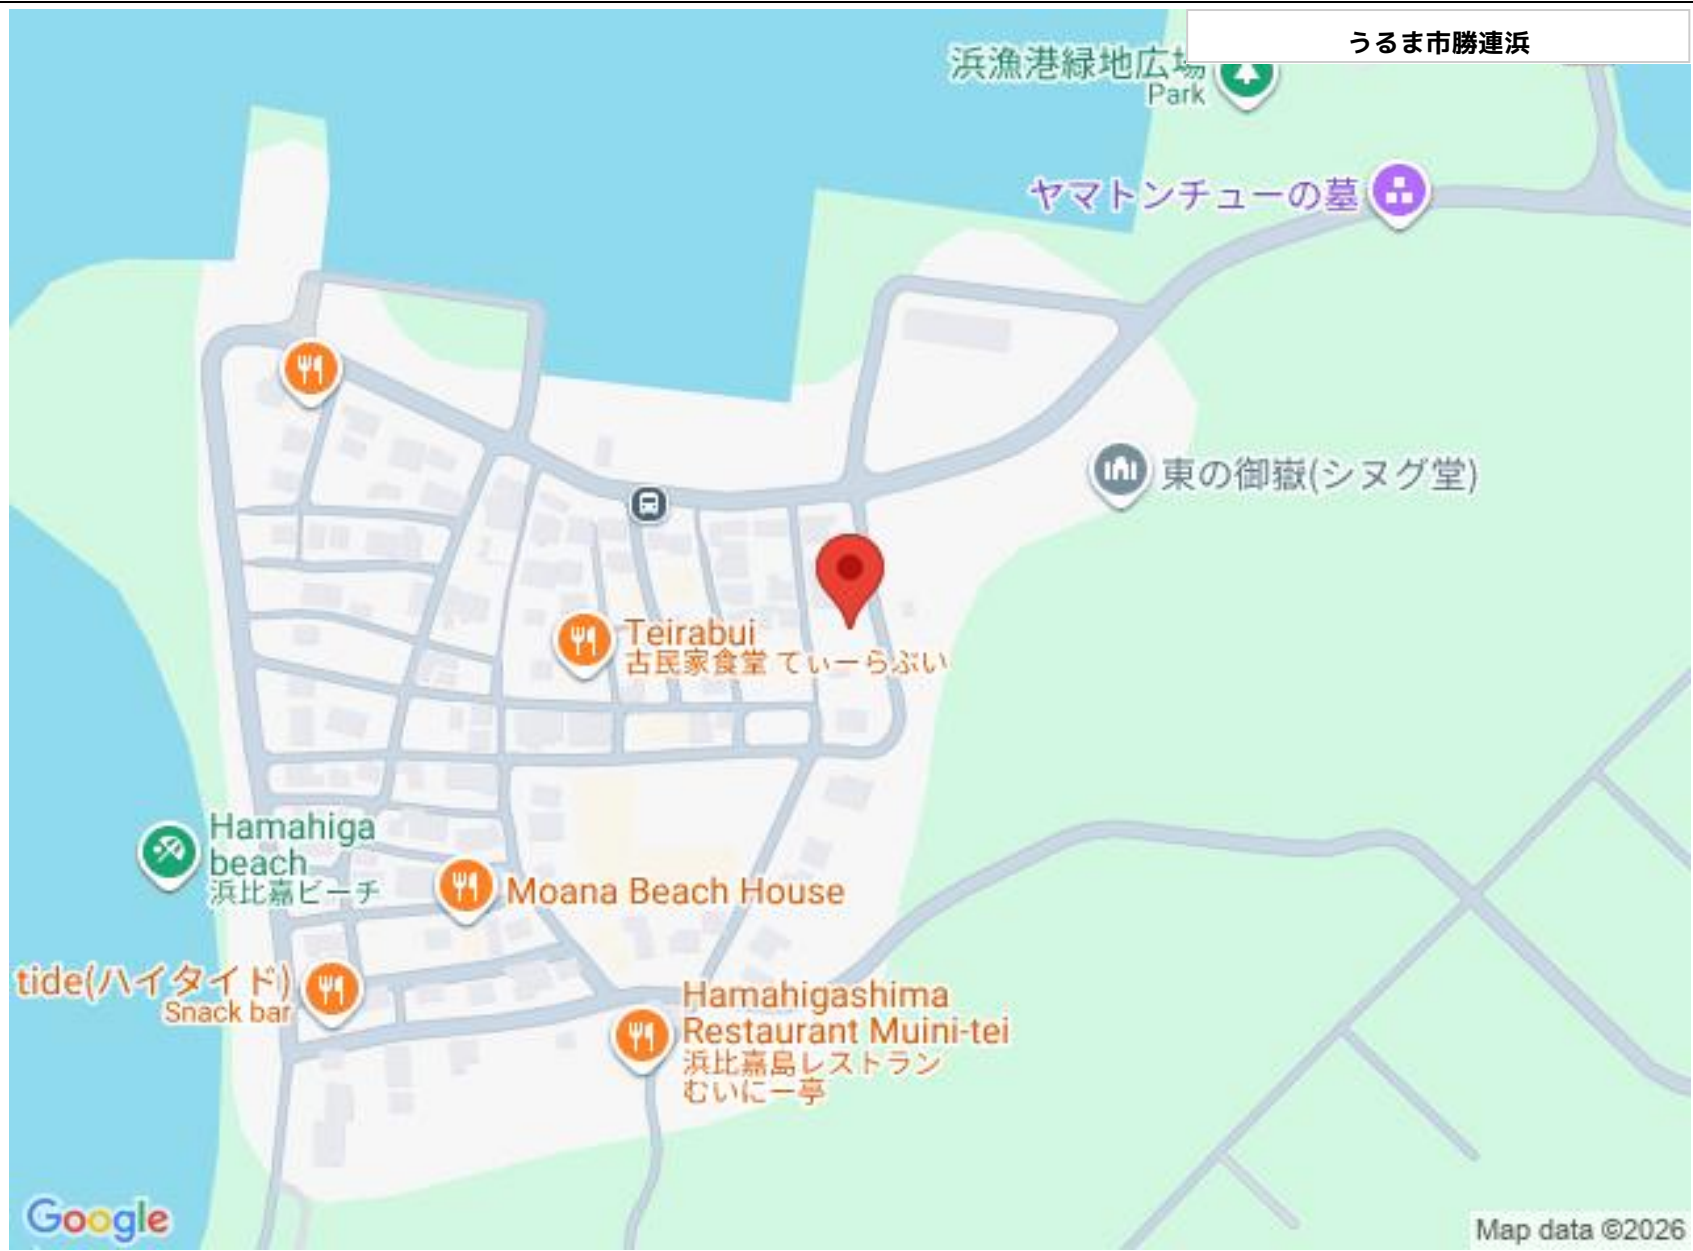 うるま市勝連浜
浜漁港緑地広場
Park
ヤマトンチューの墓
東の御嶽(シヌグ堂)
Teirabui
古民家食堂 てぃーらぶい
Hamahiga
beach
浜比嘉ビーチ
Moana Beach House
tide(ハイタイド)
Snack bar
Hamahigashima
Restaurant Muini-tei
浜比嘉島レストラン
むいにー亭
Google
Map data ©2026